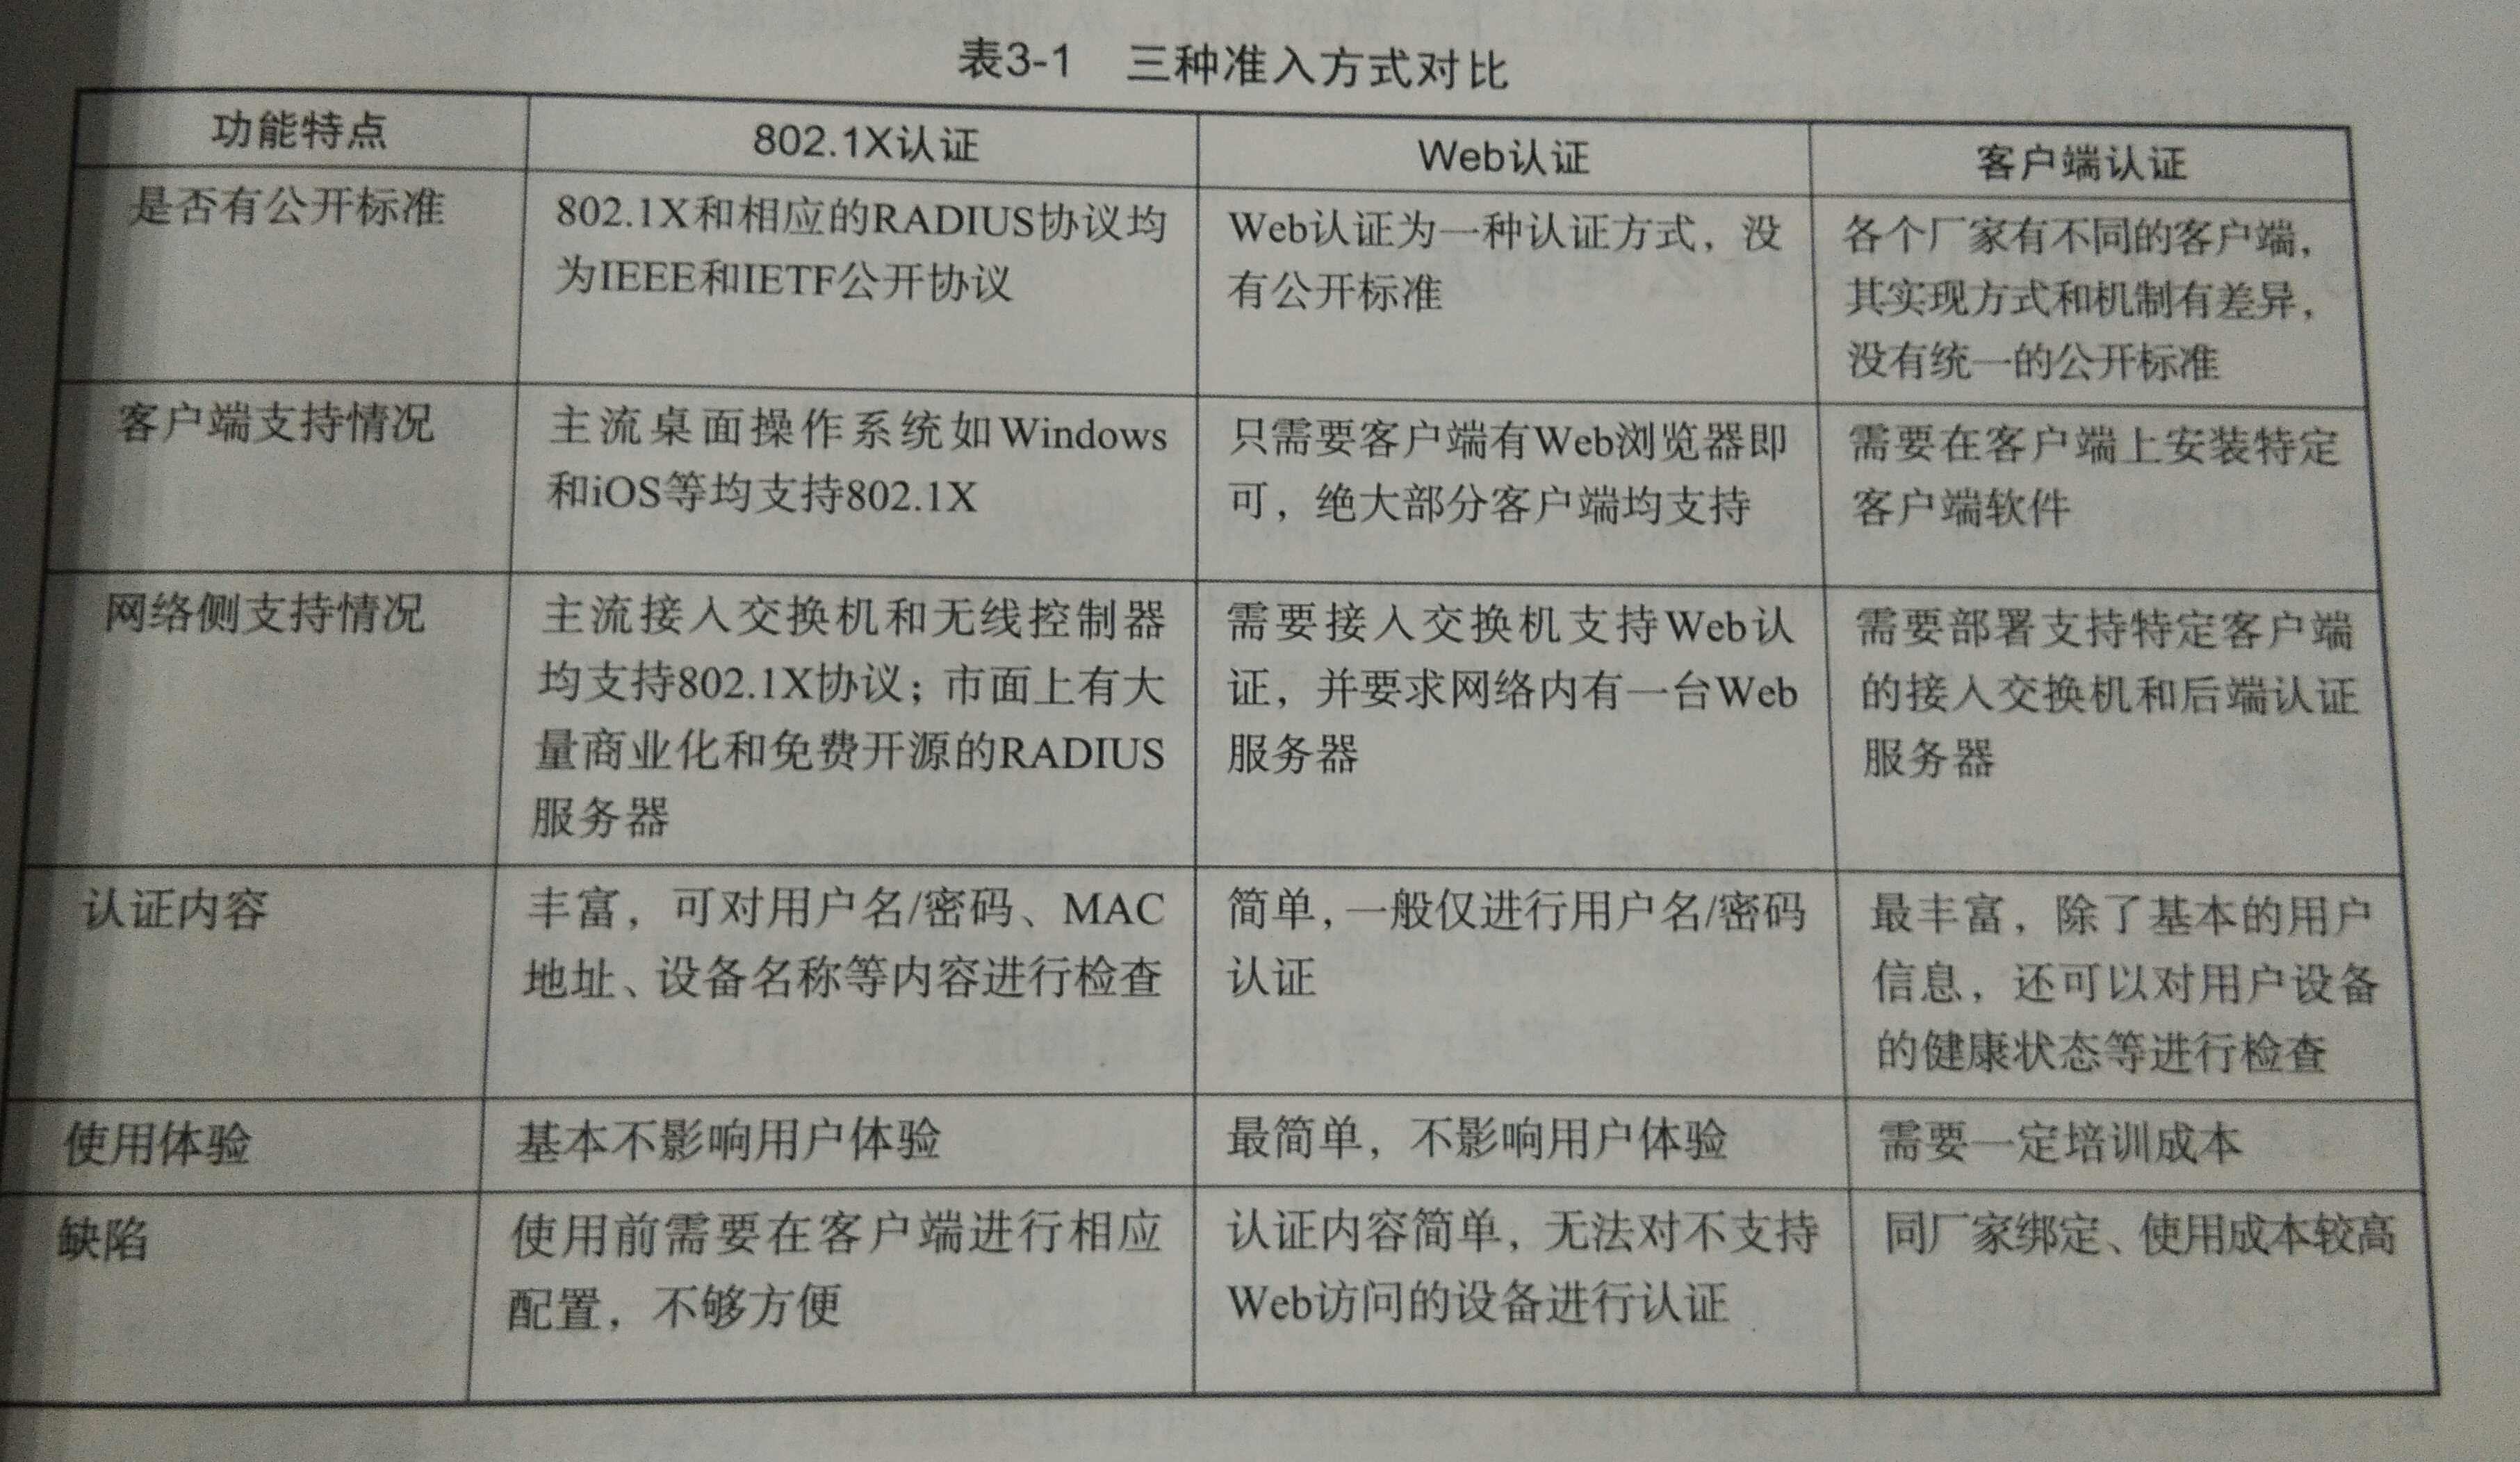 表3-1 三种准入方式对比
功能特点
802.1X认证
Web认证
客户端认证
是否有公开标准
802.1X和相应的RADIUS协议均
为IEEE和IETF公开协议
Web认证为一种认证方式，没
有公开标准
各个厂家有不同的客户端，
其实现方式和机制有差异，
没有统一的公开标准
客户端支持情况
主流桌面操作系统如Windows
和iOS等均支持802.1X
只需要客户端有Web浏览器即
可，绝大部分客户端均支持
需要在客户端上安装特定
客户端软件
网络侧支持情况
主流接入交换机和无线控制器
均支持802.1X协议；市面上有大
量商业化和免费开源的RADIUS
服务器
需要接入交换机支持Web认
证，并要求网络内有一台Web
服务器
需要部署支持特定客户端
的接入交换机和后端认证
服务器
认证内容
丰富，可对用户名/密码、MAC
地址、设备名称等内容进行检查
简单，一般仅进行用户名/密码
认证
最丰富，除了基本的用户
信息，还可以对用户设备
的健康状态等进行检查
使用体验
基本不影响用户体验
最简单，不影响用户体验
需要一定培训成本
缺陷
使用前需要在客户端进行相应
配置，不够方便
认证内容简单，无法对不支持
Web访问的设备进行认证
同厂家绑定、使用成本较高